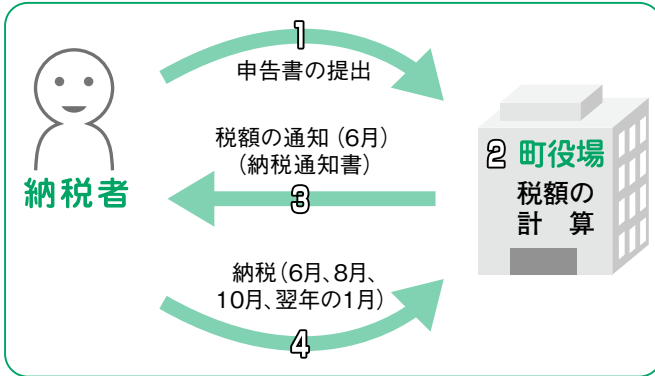 1
申告書の提出
税額の通知（6月）
（納税通知書）
3
納税者
2 町役場
税額の
計　算
納税（6月、8月、
10月、翌年の1月）
4